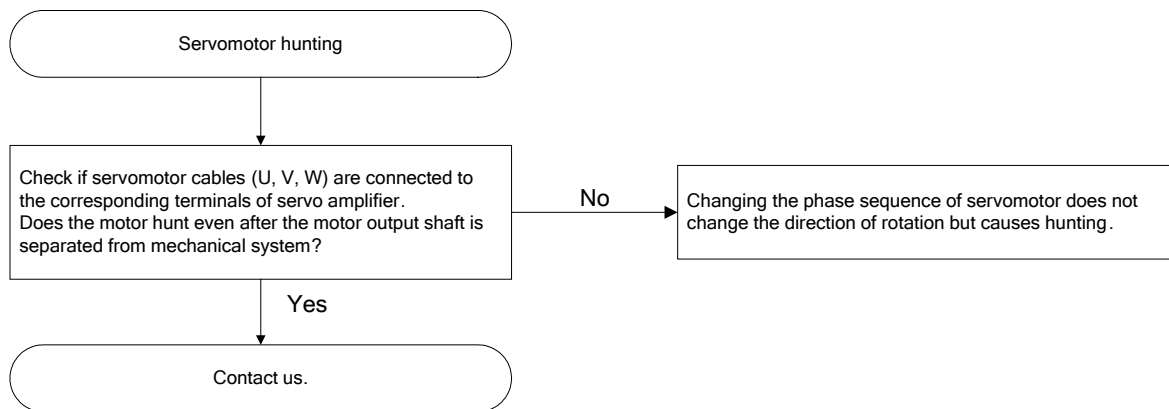 Servomotor hunting
Check if servomotor cables (U, V, W) are connected to
the corresponding terminals of servo amplifier.
Does the motor hunt even after the motor output shaft is
separated from mechanical system?
No
Changing the phase sequence of servomotor does not
change the direction of rotation but causes hunting.
Yes
Contact us.